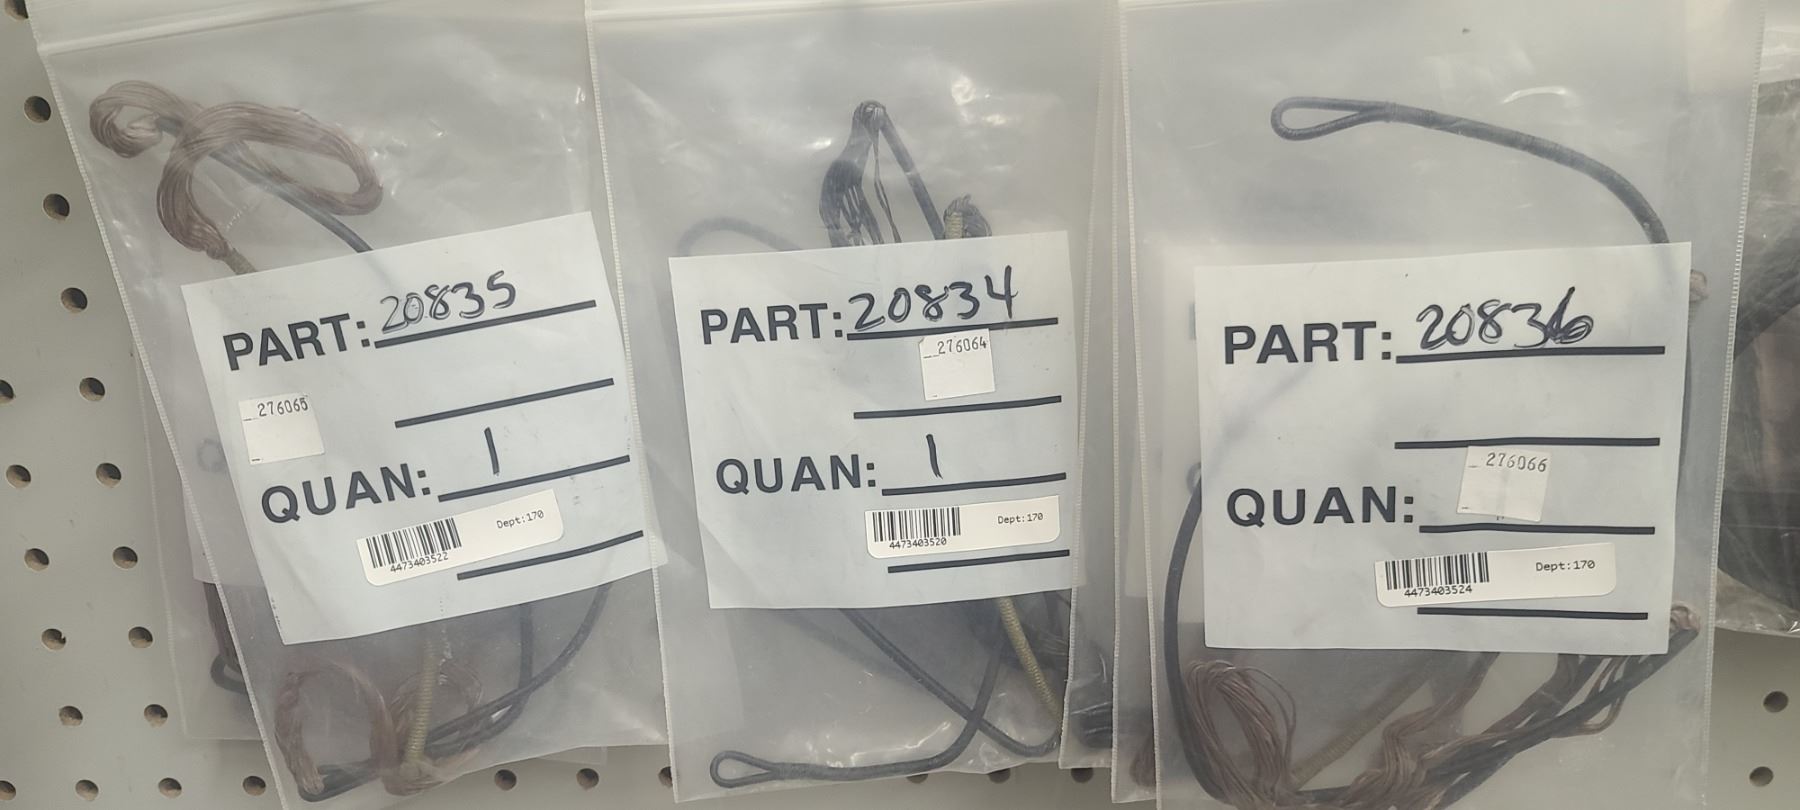 PART: 20835
276065
QUAN: 1
Dept:170
4473403522
PART: 20834
276064
QUAN: 1
Dept:170
4473403520
PART: 20836
276066
QUAN:
Dept:170
4473403524